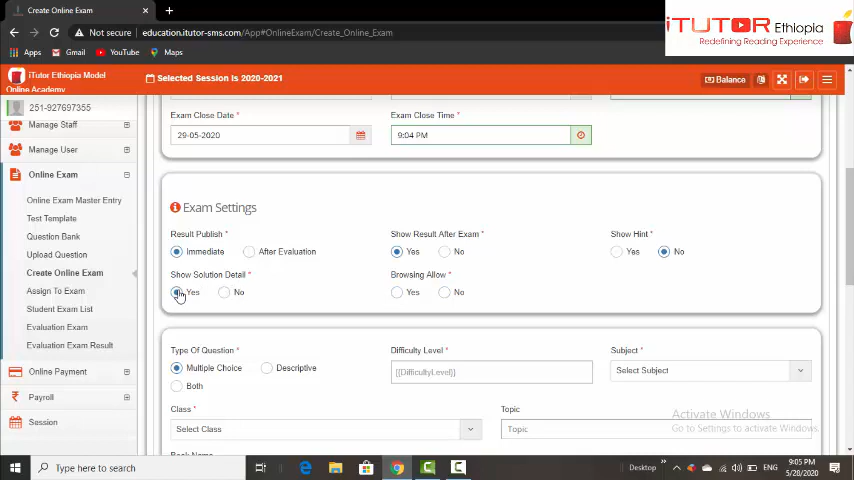 Create Online Exam
iTUTOR Ethiopia
Redefining Reading Experience
Not secure
education.itutor-sms.com/App#OnlineExam/Create_Online_Exam
Apps
Gmail
YouTube
Maps
iTutor Ethiopia Model
Online Academy
Selected Session Is 2020-2021
Balance
251-927697355
Manage Staff
Manage User
Online Exam
Online Exam Master Entry
Test Template
Question Bank
Upload Question
Create Online Exam
Assign To Exam
Student Exam List
Evaluation Exam
Evaluation Exam Result
Online Payment
Payroll
Session
Exam Close Date *
Exam Close Time *
29-05-2020
9:04 PM
Exam Settings
Result Publish *
Show Result After Exam *
Show Hint *
Immediate
After Evaluation
Yes
No
Yes
No
Show Solution Detail *
Browsing Allow *
Yes
No
Yes
No
Type Of Question *
Difficulty Level *
Subject *
Multiple Choice
Descriptive
{{DifficultyLevel}}
Select Subject
Both
Class *
Topic
Select Class
Topic
Book Name
Activate Windows
Go to Settings to activate Windows.
Type here to search
Desktop
ENG
9:05 PM
5/28/2020